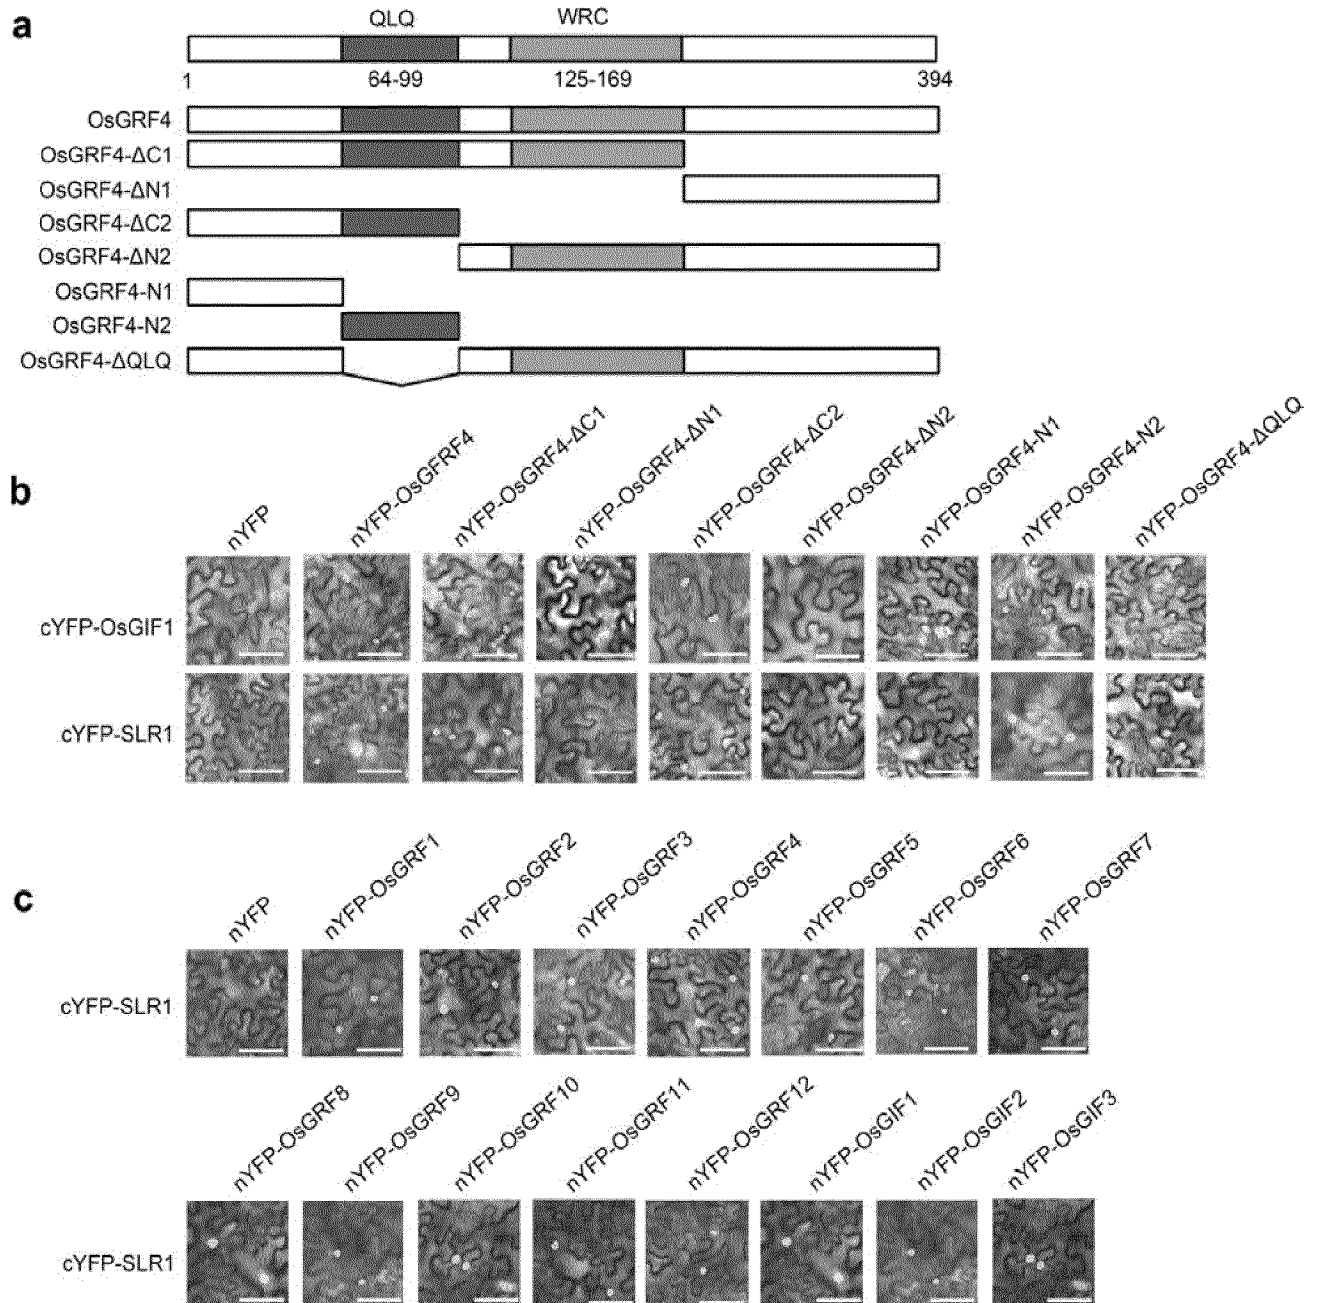 a
QLQ WRC
1 64-99 125-169 394
OsGRF4
OsGRF4-ΔC1
OsGRF4-ΔN1
OsGRF4-ΔC2
OsGRF4-ΔN2
OsGRF4-N1
OsGRF4-N2
OsGRF4-ΔQLQ
b
nYFP
nYFP-OsGFRF4
nYFP-OsGRF4-ΔC1
nYFP-OsGRF4-ΔN1
nYFP-OsGRF4-ΔC2
nYFP-OsGRF4-ΔN2
nYFP-OsGRF4-N1
nYFP-OsGRF4-N2
nYFP-OsGRF4-ΔQLQ
cYFP-OsGIF1
cYFP-SLR1
c
nYFP
nYFP-OsGRF1
nYFP-OsGRF2
nYFP-OsGRF3
nYFP-OsGRF4
nYFP-OsGRF5
nYFP-OsGRF6
nYFP-OsGRF7
cYFP-SLR1
nYFP-OsGRF8
nYFP-OsGRF9
nYFP-OsGRF10
nYFP-OsGRF11
nYFP-OsGRF12
nYFP-OsGIF1
nYFP-OsGIF2
nYFP-OsGIF3
cYFP-SLR1